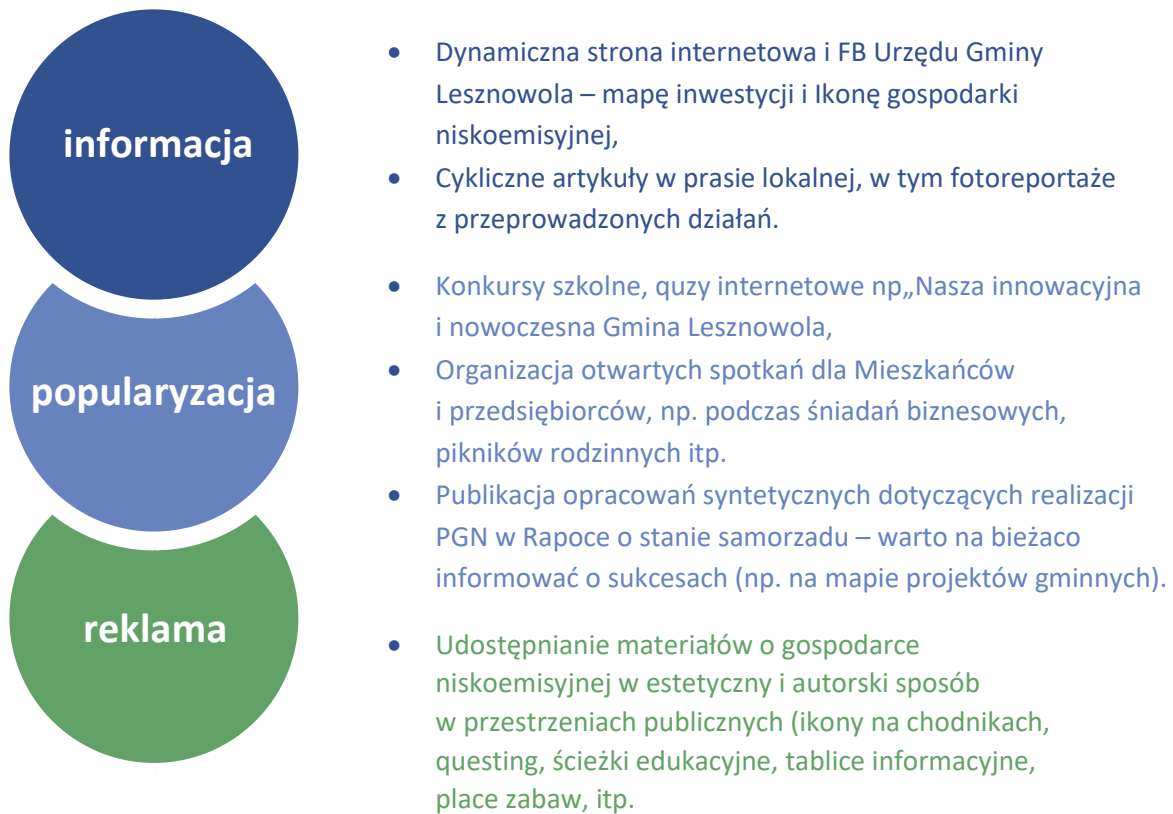 informacja
• Dynamiczna strona internetowa i FB Urzędu Gminy
Lesznowola – mapę inwestycji i Ikonę gospodarki
niskoemisyjnej,
• Cykliczne artykuły w prasie lokalnej, w tym fotoreportaże
z przeprowadzonych działań.
popularyzacja
• Konkursy szkolne, quzy internetowe np„Nasza innowacyjna
i nowoczesna Gmina Lesznowola,
• Organizacja otwartych spotkań dla Mieszkańców
i przedsiębiorców, np. podczas śniadań biznesowych,
pikników rodzinnych itp.
• Publikacja opracowań syntetycznych dotyczących realizacji
PGN w Rapoce o stanie samorzadu – warto na bieżaco
informować o sukcesach (np. na mapie projektów gminnych).
reklama
• Udostępnianie materiałów o gospodarce
niskoemisyjnej w estetyczny i autorski sposób
w przestrzeniach publicznych (ikony na chodnikach,
questing, ścieżki edukacyjne, tablice informacyjne,
place zabaw, itp.